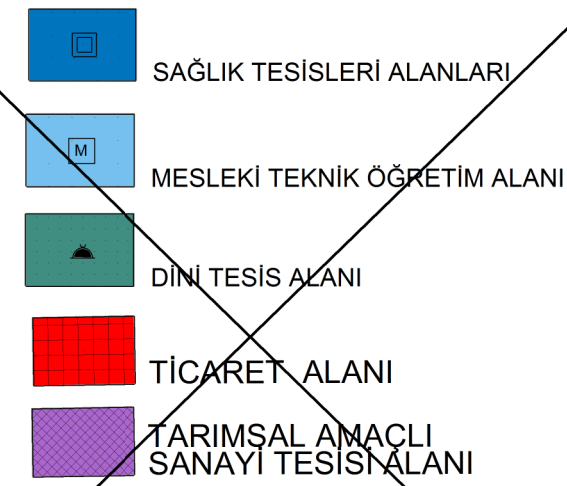 SAĞLIK TESİSLERİ ALANLARI
M
MESLEKİ TEKNİK ÖĞRETİM ALANI
DİNİ TESİS ALANI
TİCARET ALANI
TARIMSAL AMAÇLI
SANAYİ TESİSİ ALANI